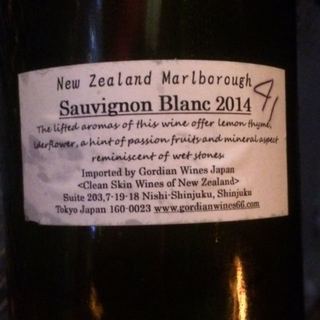 New Zealand Marlborough
Sauvignon Blanc 2014
The lifted aromas of this wine offer lemon thyme,
lderflower, a hint of passion fruits and mineral aspect
reminiscent of wet stones.
Imported by Gordian Wines Japan
<Clean Skin Wines of New Zealand>
Suite 203,7-19-18 Nishi-Shinjuku, Shinjuku
Tokyo Japan 160-0023 www.gordianwines66.com